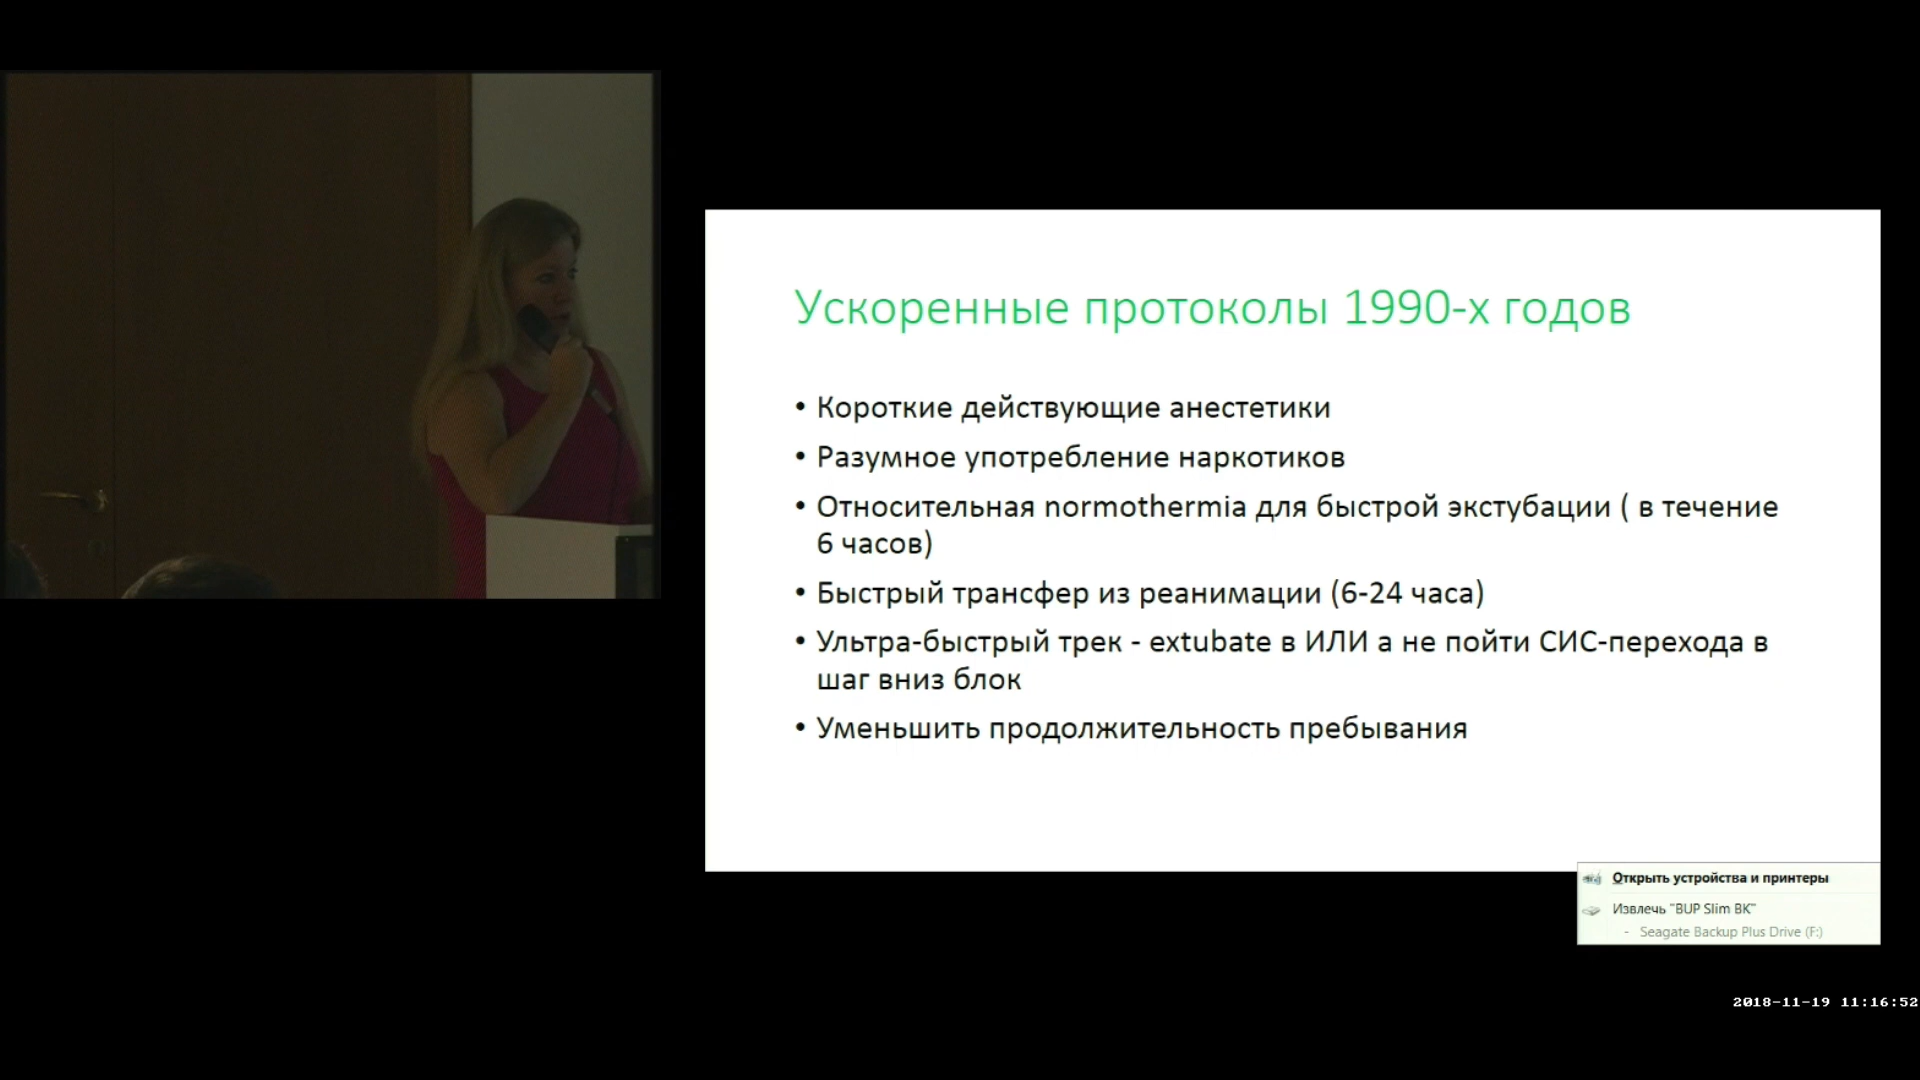 Ускоренные протоколы 1990-х годов
• Короткие действующие анестетики
• Разумное употребление наркотиков
• Относительная normothermia для быстрой экстубации ( в течение
6 часов)
• Быстрый трансфер из реанимации (6-24 часа)
• Ультра-быстрый трек - extubate в ИЛИ а не пойти СИС-перехода в
шаг вниз блок
• Уменьшить продолжительность пребывания
Открыть устройства и принтеры
Извлечь "BUP Slim BK"
- Seagate Backup Plus Drive (F:)
2018-11-19 11:16:52